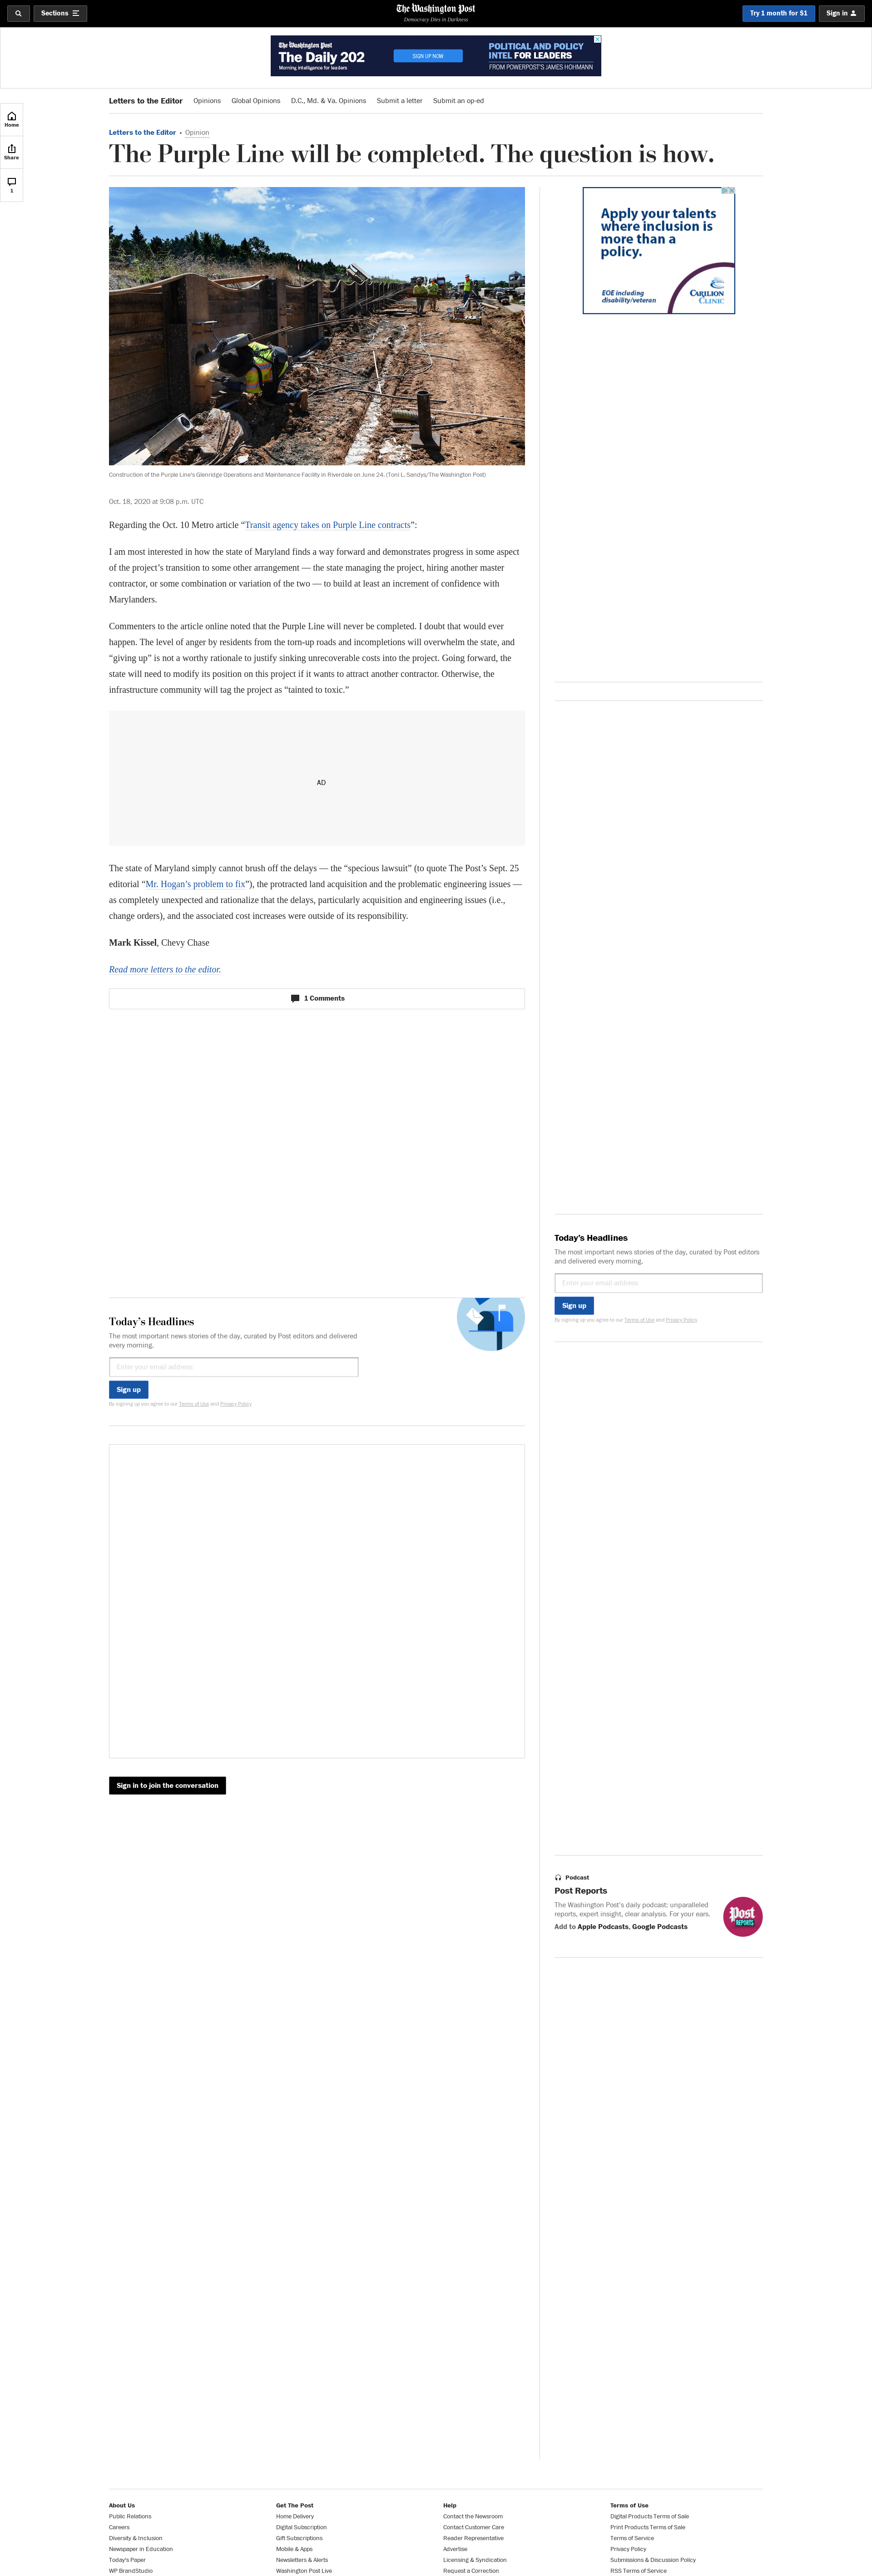 Sections
The Washington Post
Democracy Dies in Darkness
Try 1 month for $1
Sign in
The Washington Post
The Daily 202
Morning intelligence for leaders
SIGN UP NOW
POLITICAL AND POLICY
INTEL FOR LEADERS
FROM POWERPOST'S JAMES HOHMANN
Letters to the Editor
Opinions
Global Opinions
D.C., Md. & Va. Opinions
Submit a letter
Submit an op-ed
Home
Share
1
Letters to the Editor • Opinion
The Purple Line will be completed. The question is how.
Construction of the Purple Line's Glenridge Operations and Maintenance Facility in Riverdale on June 24. (Toni L. Sandys/The Washington Post)
Oct. 18, 2020 at 9:08 p.m. UTC
Regarding the Oct. 10 Metro article “Transit agency takes on Purple Line contracts”:
I am most interested in how the state of Maryland finds a way forward and demonstrates progress in some aspect
of the project’s transition to some other arrangement — the state managing the project, hiring another master
contractor, or some combination or variation of the two — to build at least an increment of confidence with
Marylanders.
Commenters to the article online noted that the Purple Line will never be completed. I doubt that would ever
happen. The level of anger by residents from the torn-up roads and incompletions will overwhelm the state, and
“giving up” is not a worthy rationale to justify sinking unrecoverable costs into the project. Going forward, the
state will need to modify its position on this project if it wants to attract another contractor. Otherwise, the
infrastructure community will tag the project as “tainted to toxic.”
AD
The state of Maryland simply cannot brush off the delays — the “specious lawsuit” (to quote The Post’s Sept. 25
editorial “Mr. Hogan’s problem to fix”), the protracted land acquisition and the problematic engineering issues —
as completely unexpected and rationalize that the delays, particularly acquisition and engineering issues (i.e.,
change orders), and the associated cost increases were outside of its responsibility.
Mark Kissel, Chevy Chase
Read more letters to the editor.
1 Comments
Apply your talents
where inclusion is
more than a
policy.
EOE including
disability/veteran
CARILION
CLINIC
Today’s Headlines
The most important news stories of the day, curated by Post editors
and delivered every morning.
Enter your email address
Sign up
By signing up you agree to our Terms of Use and Privacy Policy
Today’s Headlines
The most important news stories of the day, curated by Post editors and delivered
every morning.
Enter your email address
Sign up
By signing up you agree to our Terms of Use and Privacy Policy
Sign in to join the conversation
Podcast
Post Reports
The Washington Post’s daily podcast: unparalleled
reports, expert insight, clear analysis. For your ears.
Add to Apple Podcasts, Google Podcasts
Post
REPORTS
About Us
Public Relations
Careers
Diversity & Inclusion
Newspaper in Education
Today's Paper
WP BrandStudio
Get The Post
Home Delivery
Digital Subscription
Gift Subscriptions
Mobile & Apps
Newsletters & Alerts
Washington Post Live
Help
Contact the Newsroom
Contact Customer Care
Reader Representative
Advertise
Licensing & Syndication
Request a Correction
Terms of Use
Digital Products Terms of Sale
Print Products Terms of Sale
Terms of Service
Privacy Policy
Submissions & Discussion Policy
RSS Terms of Service